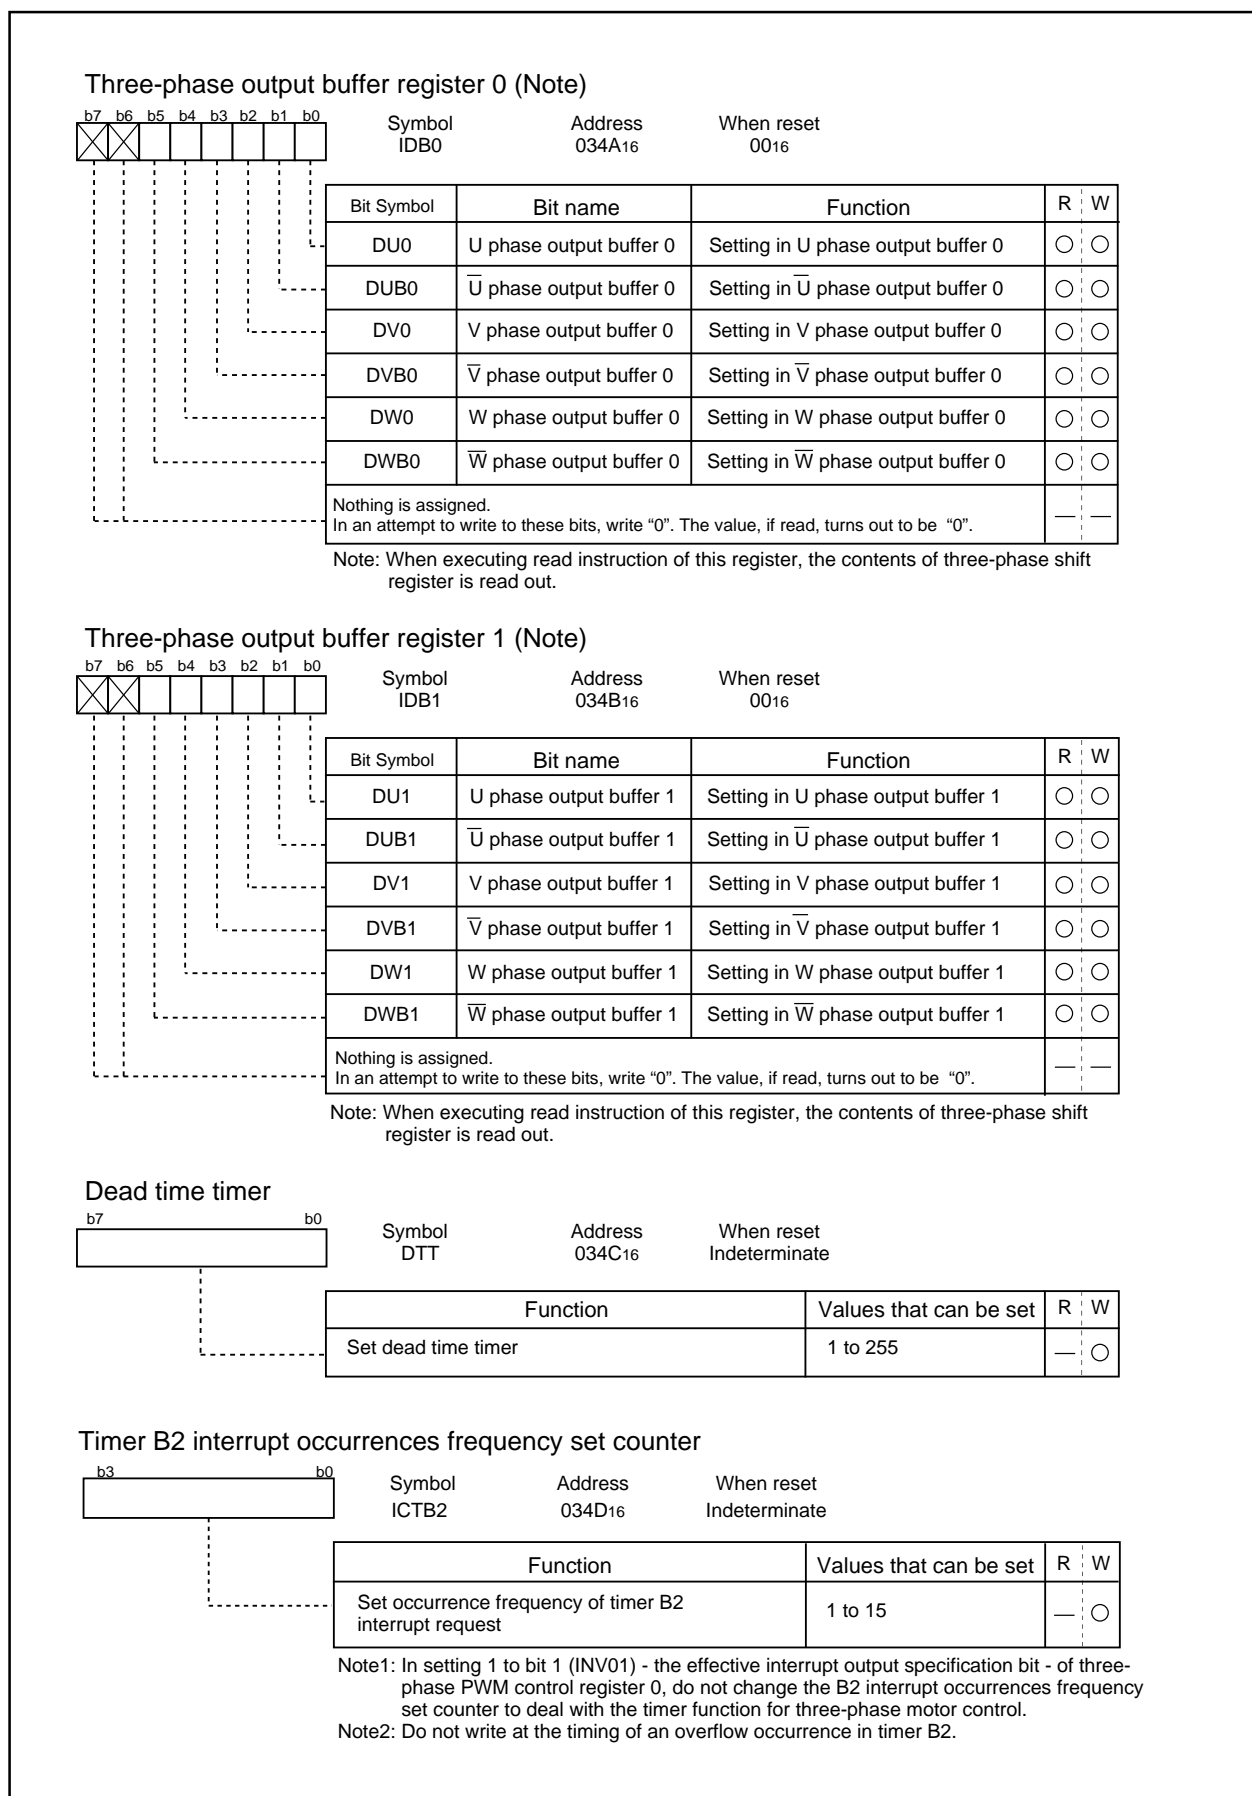 Three-phase output buffer register 0 (Note)
b7 b6 b5 b4 b3 b2 b1 b0
Symbol Address When reset
IDB0 034A16 0016
Bit Symbol Bit name Function R W
DU0 U phase output buffer 0 Setting in U phase output buffer 0 ○ ○
DUB0 U̅ phase output buffer 0 Setting in U̅ phase output buffer 0 ○ ○
DV0 V phase output buffer 0 Setting in V phase output buffer 0 ○ ○
DVB0 V̅ phase output buffer 0 Setting in V̅ phase output buffer 0 ○ ○
DW0 W phase output buffer 0 Setting in W phase output buffer 0 ○ ○
DWB0 W̅ phase output buffer 0 Setting in W̅ phase output buffer 0 ○ ○
Nothing is assigned.
In an attempt to write to these bits, write “0”. The value, if read, turns out to be “0”. — —
Note: When executing read instruction of this register, the contents of three-phase shift
register is read out.
Three-phase output buffer register 1 (Note)
b7 b6 b5 b4 b3 b2 b1 b0
Symbol Address When reset
IDB1 034B16 0016
Bit Symbol Bit name Function R W
DU1 U phase output buffer 1 Setting in U phase output buffer 1 ○ ○
DUB1 U̅ phase output buffer 1 Setting in U̅ phase output buffer 1 ○ ○
DV1 V phase output buffer 1 Setting in V phase output buffer 1 ○ ○
DVB1 V̅ phase output buffer 1 Setting in V̅ phase output buffer 1 ○ ○
DW1 W phase output buffer 1 Setting in W phase output buffer 1 ○ ○
DWB1 W̅ phase output buffer 1 Setting in W̅ phase output buffer 1 ○ ○
Nothing is assigned.
In an attempt to write to these bits, write “0”. The value, if read, turns out to be “0”. — —
Note: When executing read instruction of this register, the contents of three-phase shift
register is read out.
Dead time timer
b7 b0
Symbol Address When reset
DTT 034C16 Indeterminate
Function Values that can be set R W
Set dead time timer 1 to 255 — ○
Timer B2 interrupt occurrences frequency set counter
b3 b0
Symbol Address When reset
ICTB2 034D16 Indeterminate
Function Values that can be set R W
Set occurrence frequency of timer B2
interrupt request 1 to 15 — ○
Note1: In setting 1 to bit 1 (INV01) - the effective interrupt output specification bit - of three-
phase PWM control register 0, do not change the B2 interrupt occurrences frequency
set counter to deal with the timer function for three-phase motor control.
Note2: Do not write at the timing of an overflow occurrence in timer B2.